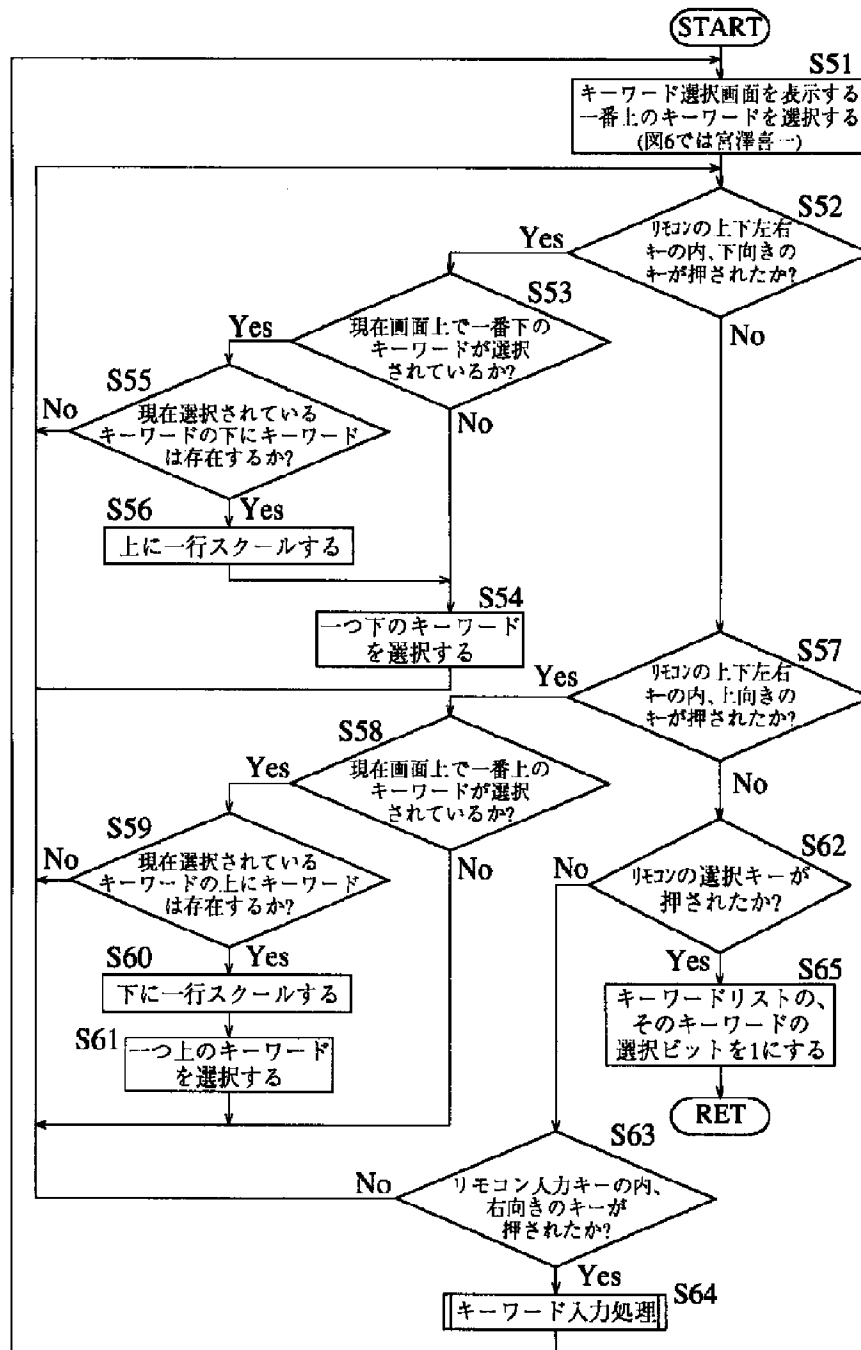 START
S51
キーワード選択画面を表示する
一番上のキーワードを選択する
(図6では宮澤喜一)
S52
リモコンの上下左右
キーの内、下向きの
キーが押されたか?
Yes
No
S53
現在画面上で一番下の
キーワードが選択
されているか?
Yes
No
S55
現在選択されている
キーワードの下にキーワード
は存在するか?
No
Yes
S56
上に一行スクールする
S54
一つ下のキーワード
を選択する
S57
リモコンの上下左右
キーの内、上向きの
キーが押されたか?
Yes
No
S58
現在画面上で一番上の
キーワードが選択
されているか?
Yes
No
S59
現在選択されている
キーワードの上にキーワード
は存在するか?
No
Yes
S60
下に一行スクールする
S61
一つ上のキーワード
を選択する
S62
リモコンの選択キーが
押されたか?
No
Yes
S65
キーワードリストの、
そのキーワードの
選択ビットを1にする
RET
S63
リモコン入力キーの内、
右向きのキーが
押されたか?
No
Yes
S64
キーワード入力処理